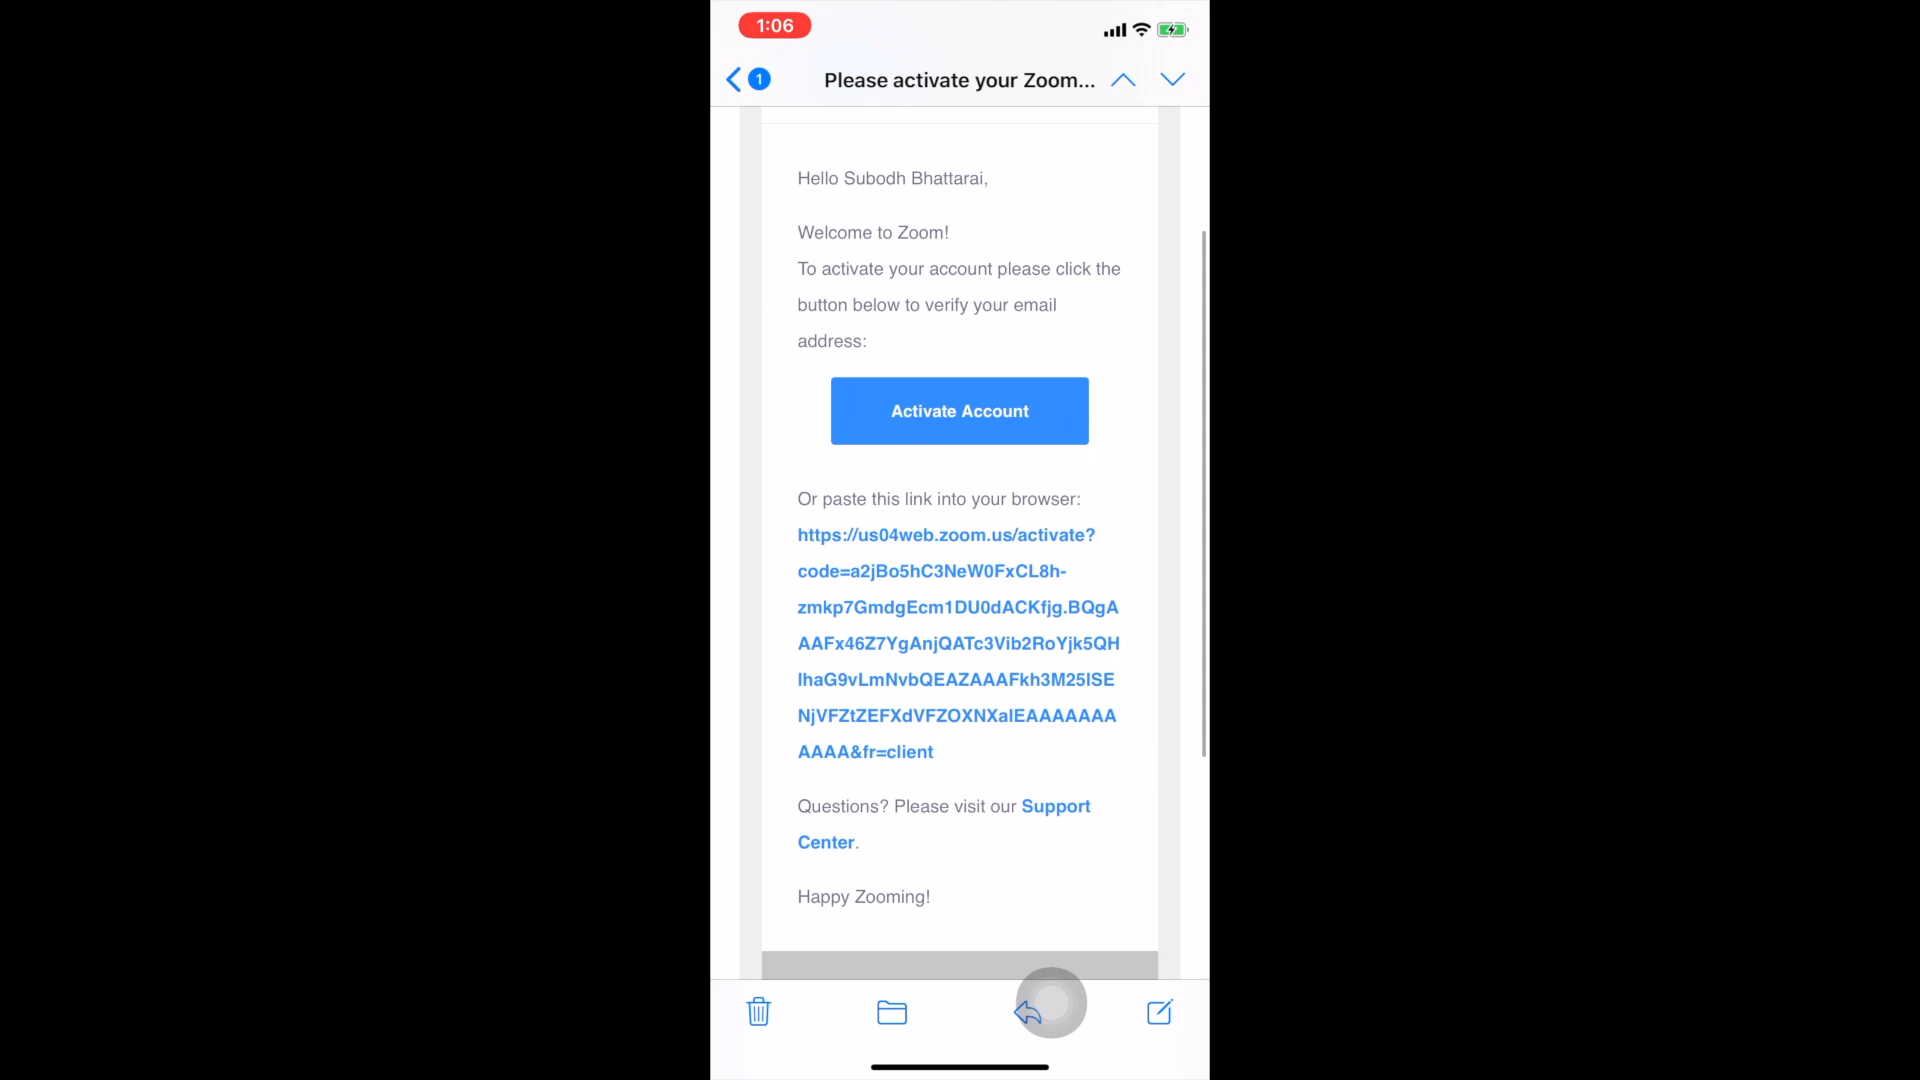 1:06
1
Please activate your Zoom...
Hello Subodh Bhattarai,
Welcome to Zoom!
To activate your account please click the
button below to verify your email
address:
Activate Account
Or paste this link into your browser:
https://us04web.zoom.us/activate?
code=a2jBo5hC3NeW0FxCL8h-
zmkp7GmdgEcm1DU0dACKfjg.BQgA
AAFx46Z7YgAnjQATc3Vib2RoYjk5QH
lhaG9vLmNvbQEAZAAAFkh3M25ISE
NjVFZtZEFXdVFZOXNXalEAAAAAAA
AAAA&fr=client
Questions? Please visit our Support
Center.
Happy Zooming!